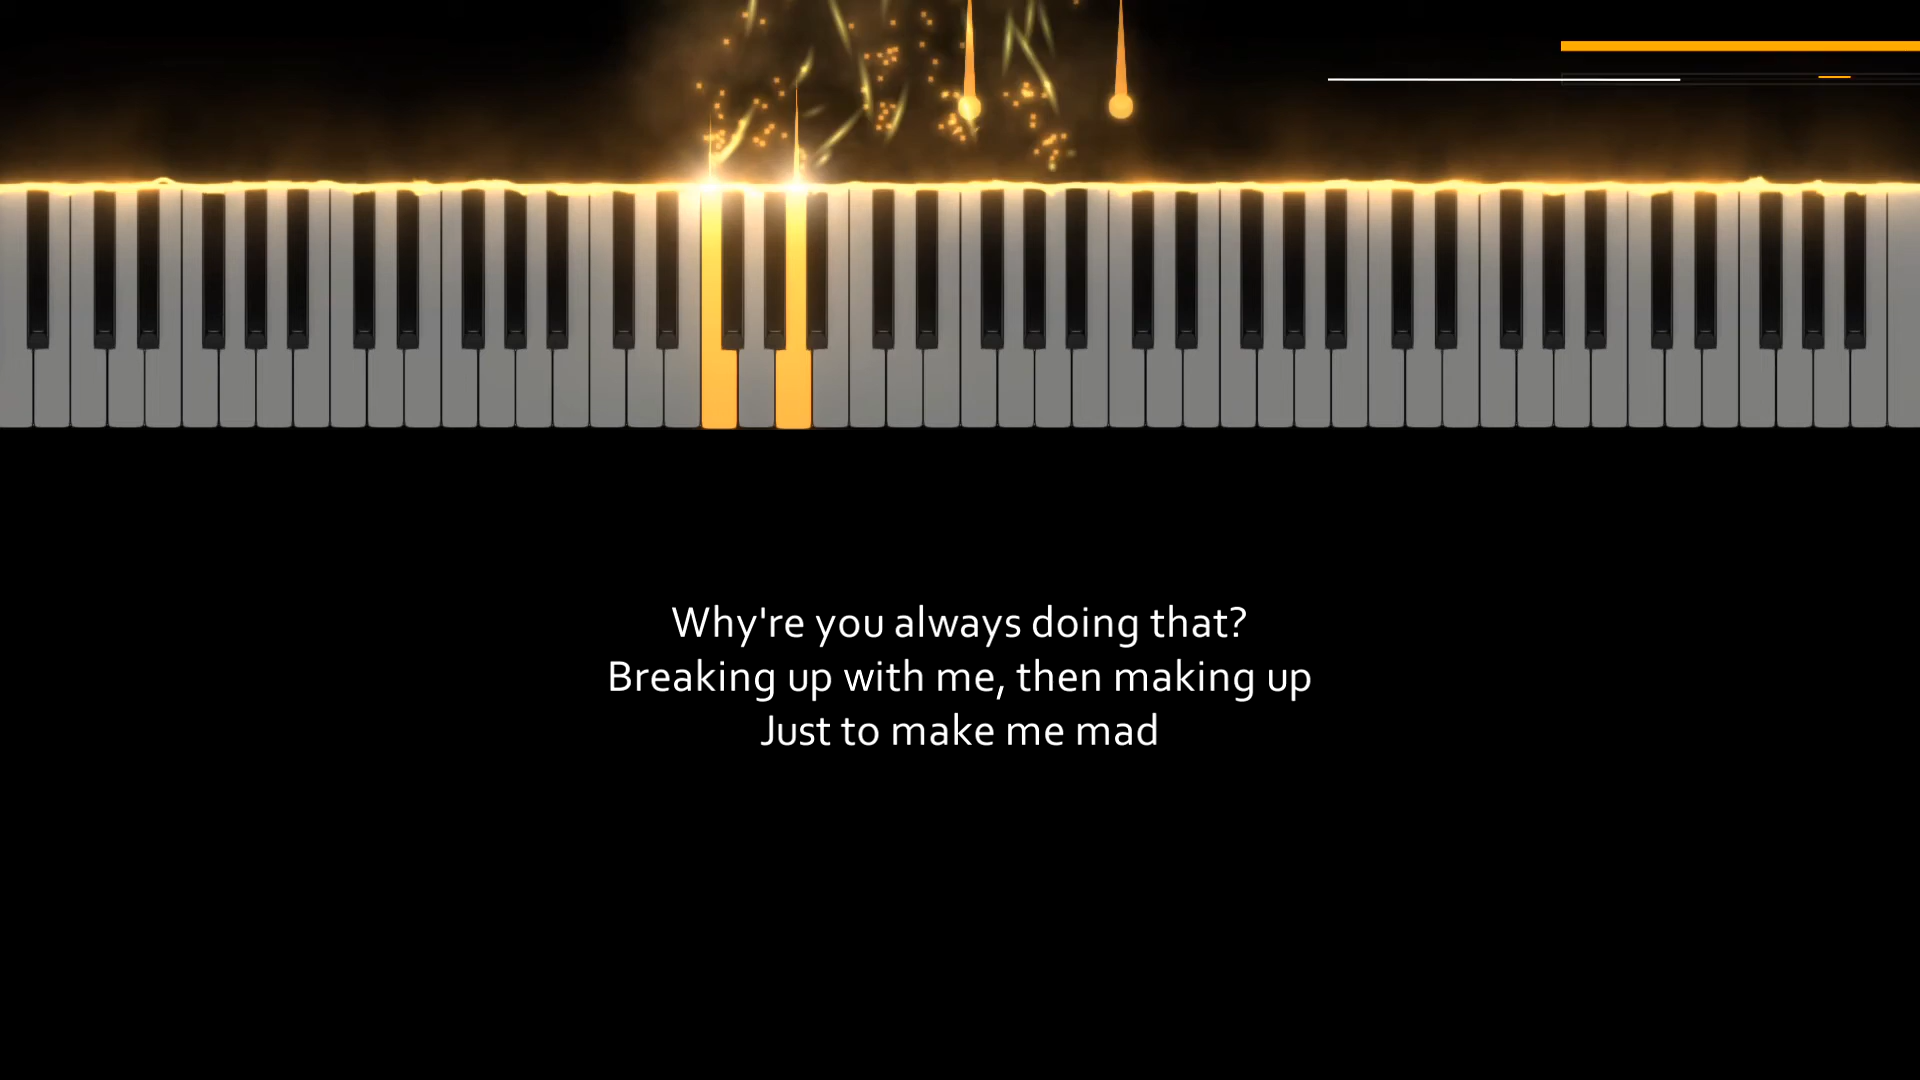 Why're you always doing that?
Breaking up with me, then making up
Just to make me mad